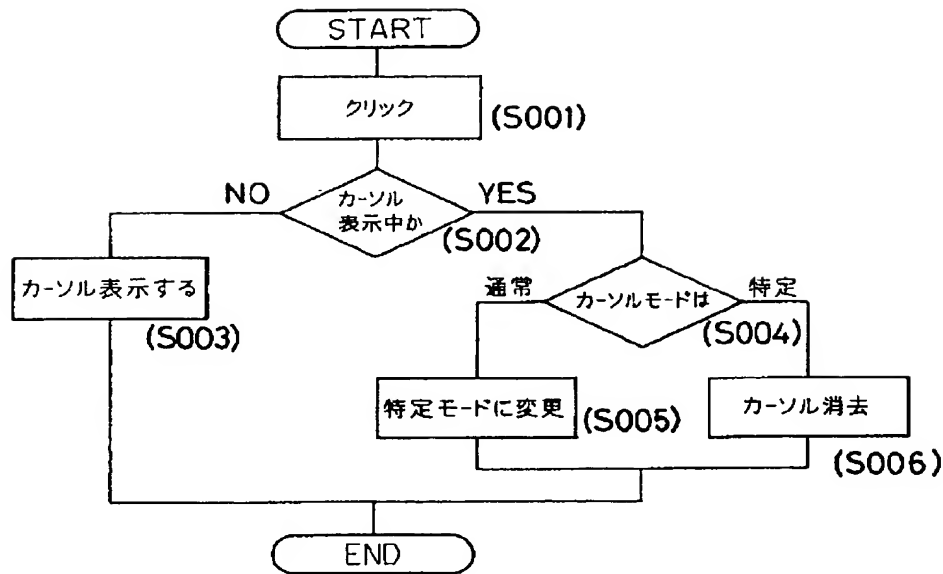 START
クリック
(S001)
NO
カーソル
表示中か
YES
(S002)
カーソル表示する
(S003)
通常
カーソルモードは
特定
(S004)
特定モードに変更
(S005)
カーソル消去
(S006)
END